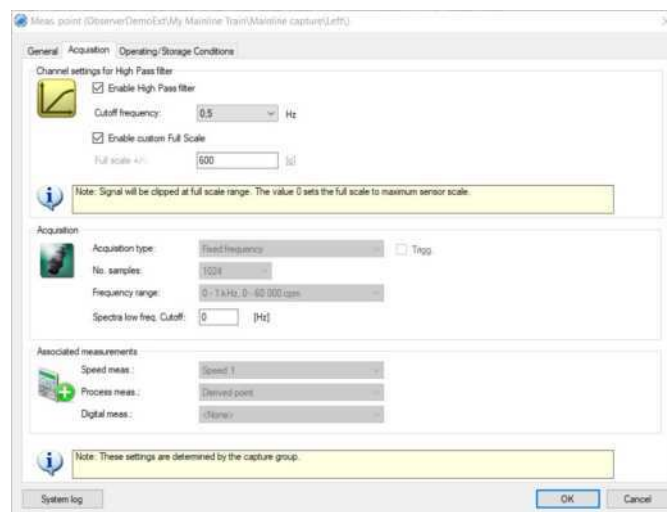 Meas. point (ObserverDemoExt\My Mainline Train\Mainline capture\Left\)
General Acquisition Operating/Storage Conditions
Channel settings for High Pass filter
Enable High Pass filter
Cutoff frequency: 0,5 Hz
Enable custom Full Scale
Full scale +/-: 600 [g]
Note: Signal will be clipped at full scale range. The value 0 sets the full scale to maximum sensor scale.
Acquisition
Acquisition type: Fixed frequency Trigg.
No. samples: 1024
Frequency range: 0 - 1 kHz, 0 - 60 000 cpm
Spectra low freq. Cutoff: 0 [Hz]
Associated measurements
Speed meas.: Speed 1
Process meas.: Derived point
Digital meas.: <None>
Note: These settings are determined by the capture group.
System log OK Cancel